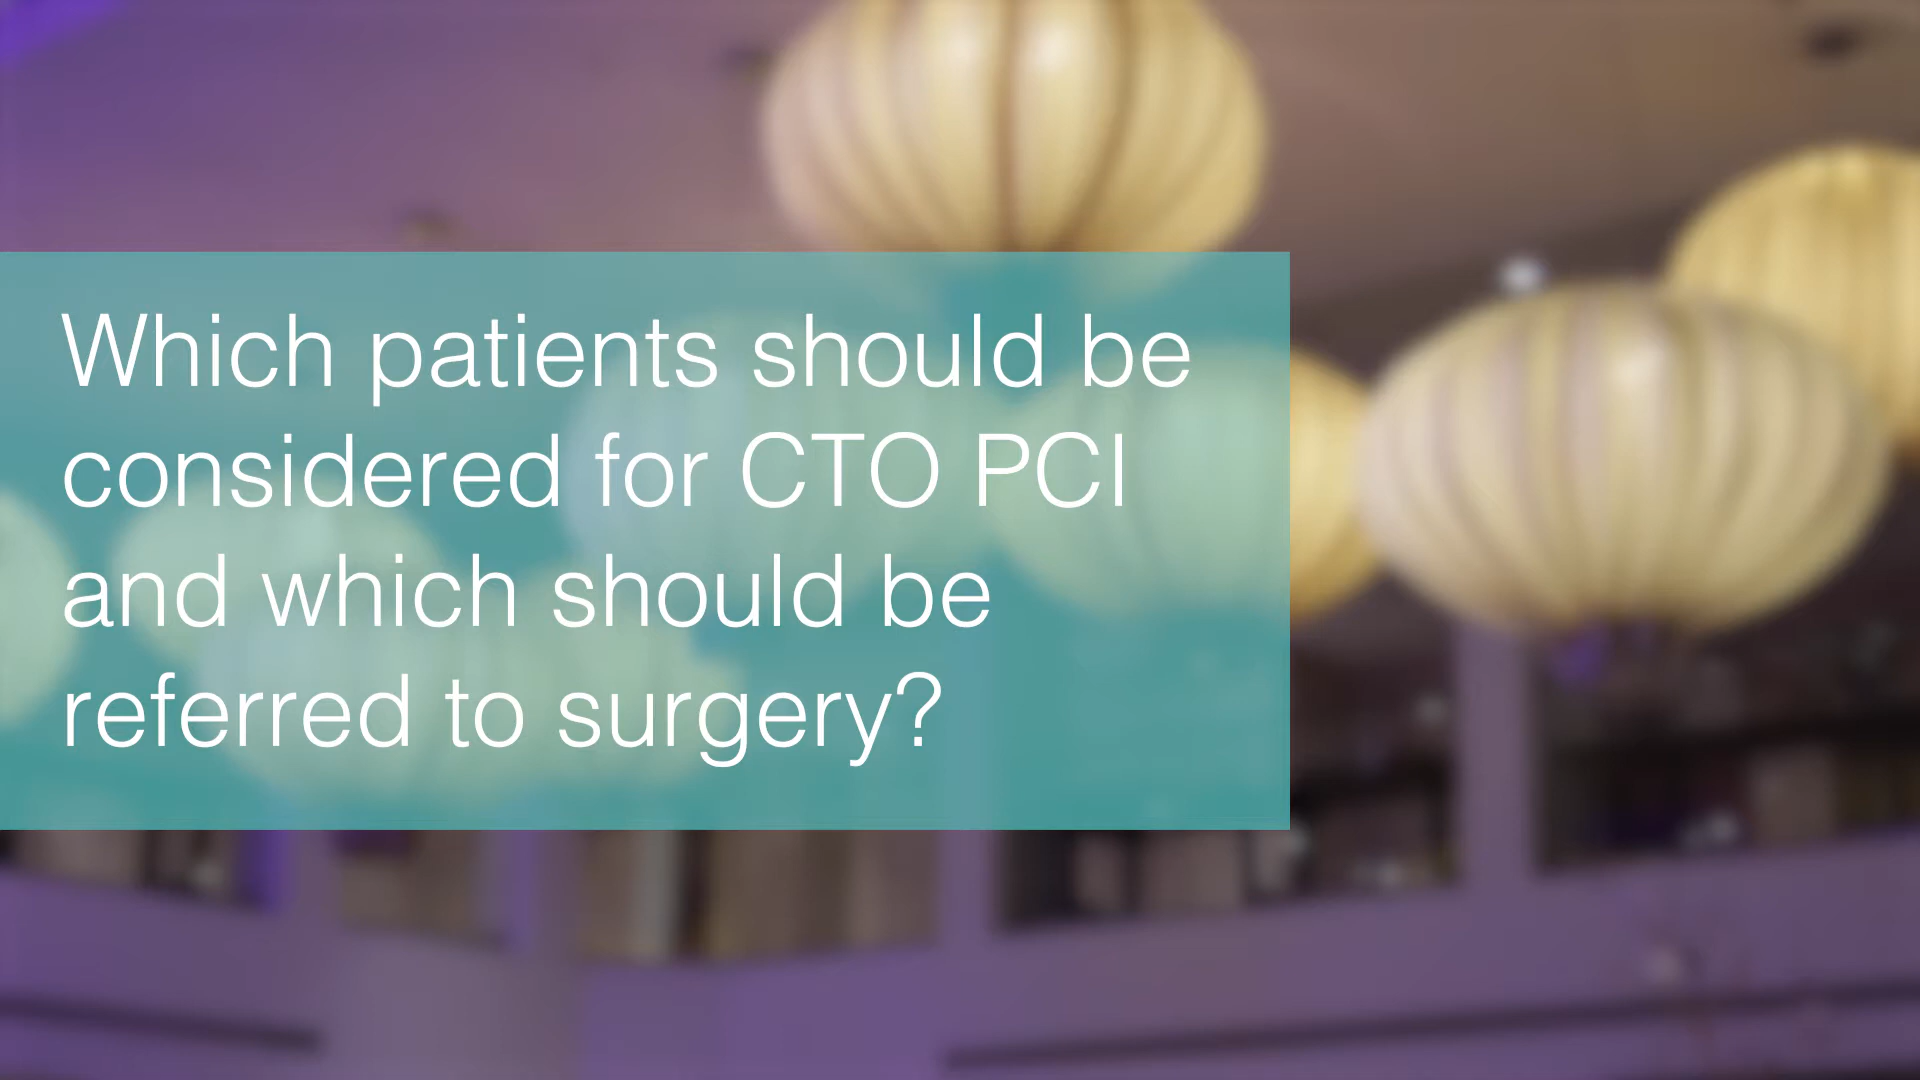 Which patients should be
considered for CTO PCI
and which should be
referred to surgery?